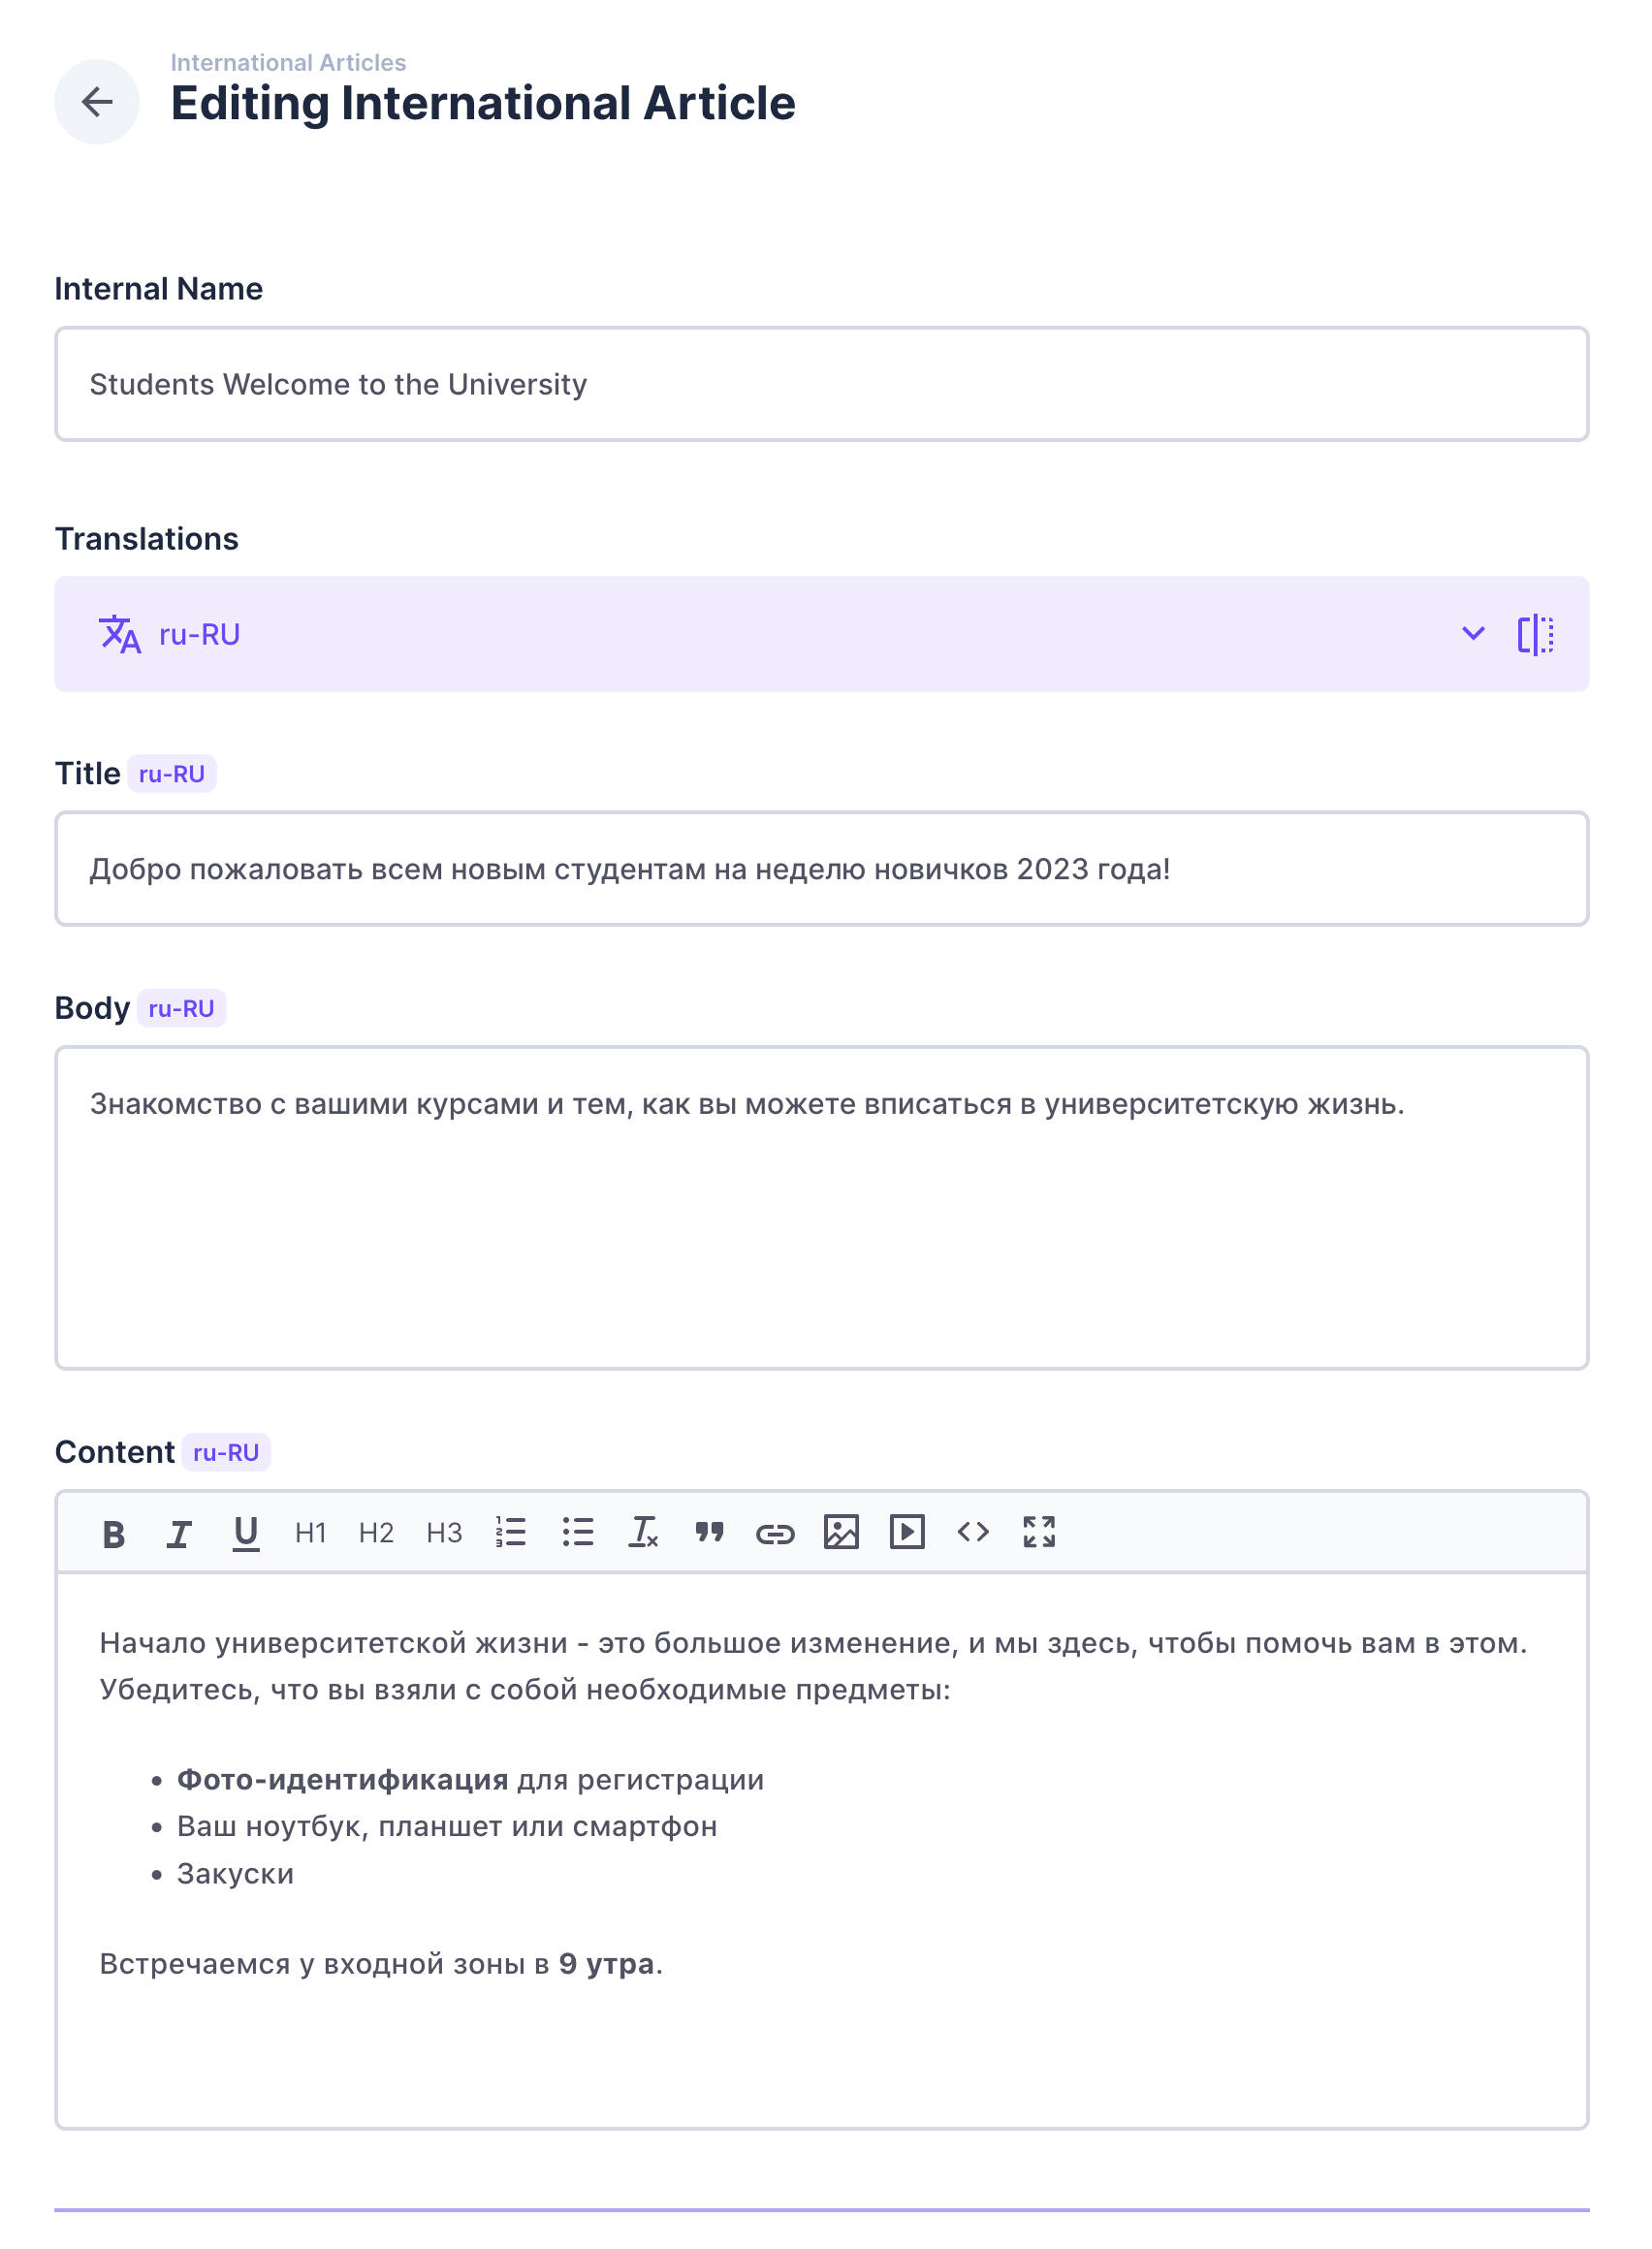 International Articles
Editing International Article
Internal Name
Students Welcome to the University
Translations
ru-RU
Title ru-RU
Добро пожаловать всем новым студентам на неделю новичков 2023 года!
Body ru-RU
Знакомство с вашими курсами и тем, как вы можете вписаться в университетскую жизнь.
Content ru-RU
B I U H1 H2 H3
Начало университетской жизни - это большое изменение, и мы здесь, чтобы помочь вам в этом.
Убедитесь, что вы взяли с собой необходимые предметы:
• Фото-идентификация для регистрации
• Ваш ноутбук, планшет или смартфон
• Закуски
Встречаемся у входной зоны в 9 утра.